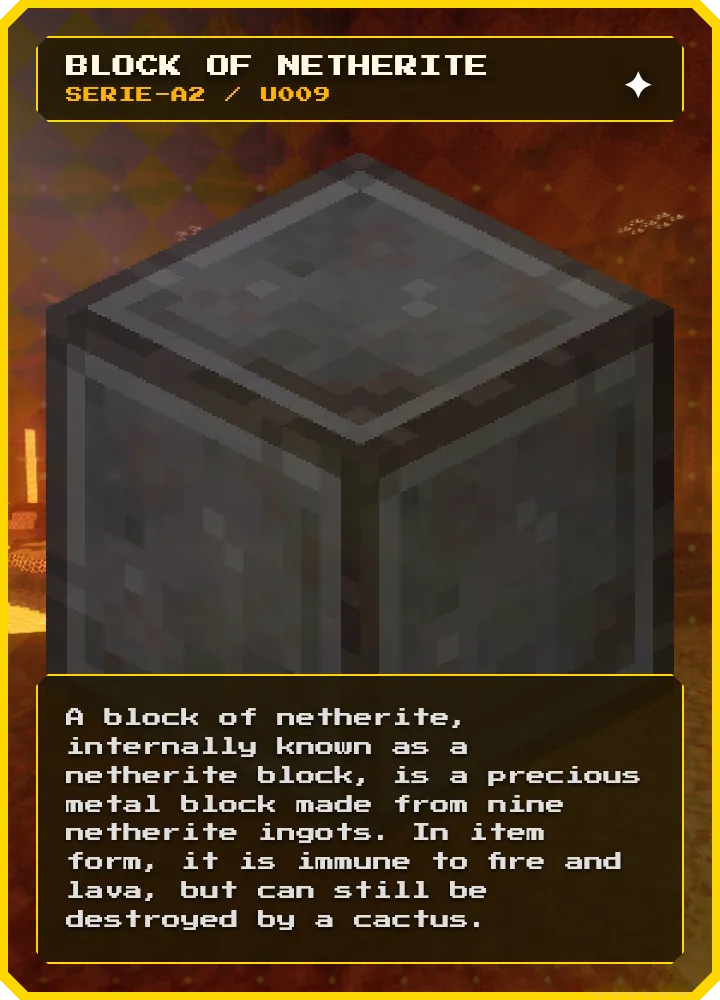 BLOCK OF NETHERITE
SERIE-A2 / U009
A block of netherite,
internally known as a
netherite block, is a precious
metal block made from nine
netherite ingots. In item
form, it is immune to fire and
lava, but can still be
destroyed by a cactus.